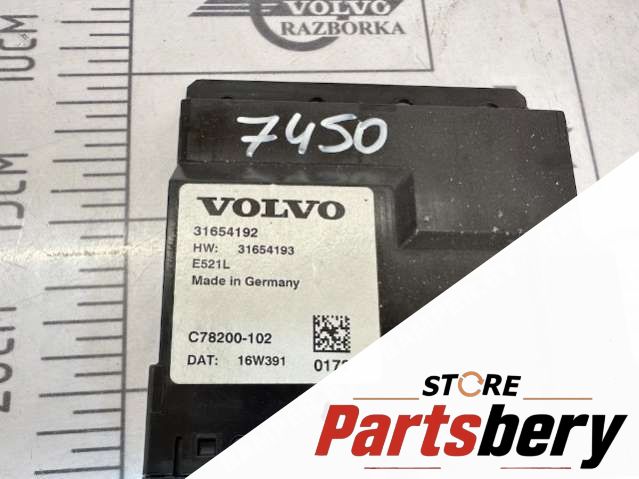 VOLVO
RAZBORKA
10CM
15CM
20CM
7450
VOLVO
31654192
HW: 31654193
E521L
Made in Germany
C78200-102
DAT: 16W391
STORE
Partsbery